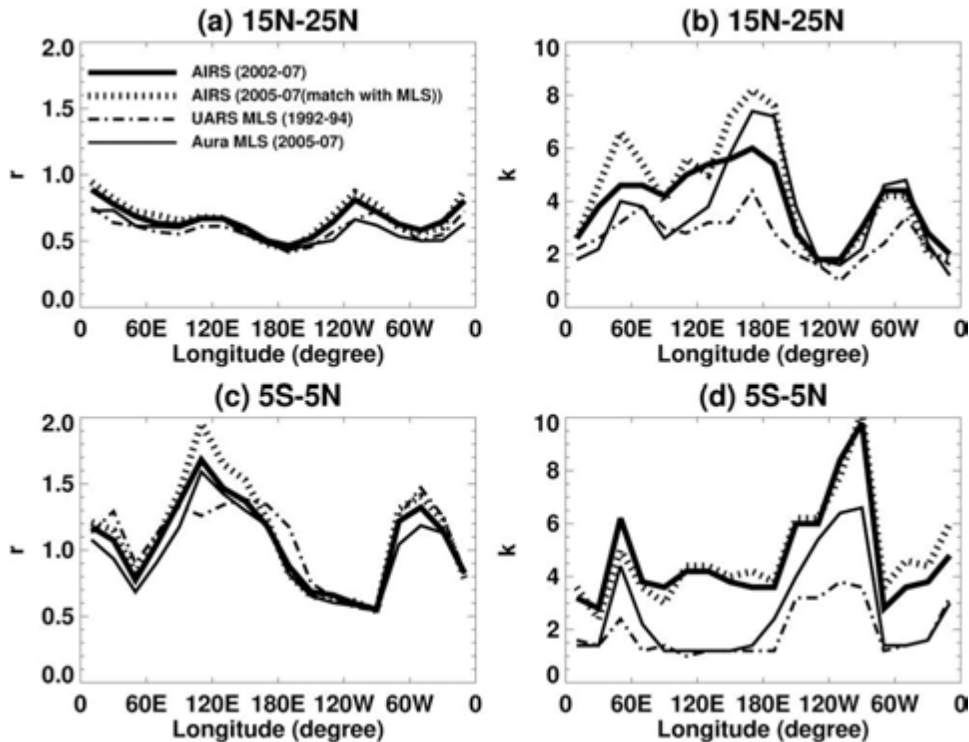 (a) 15N-25N
2.0
1.5
1.0
0.5
0.0
r
AIRS (2002-07)
AIRS (2005-07(match with MLS))
UARS MLS (1992-94)
Aura MLS (2005-07)
0 60E 120E 180E 120W 60W 0
Longitude (degree)
(b) 15N-25N
10
8
6
4
2
0
k
0 60E 120E 180E 120W 60W 0
Longitude (degree)
(c) 5S-5N
2.0
1.5
1.0
0.5
0.0
r
0 60E 120E 180E 120W 60W 0
Longitude (degree)
(d) 5S-5N
10
8
6
4
2
0
k
0 60E 120E 180E 120W 60W 0
Longitude (degree)